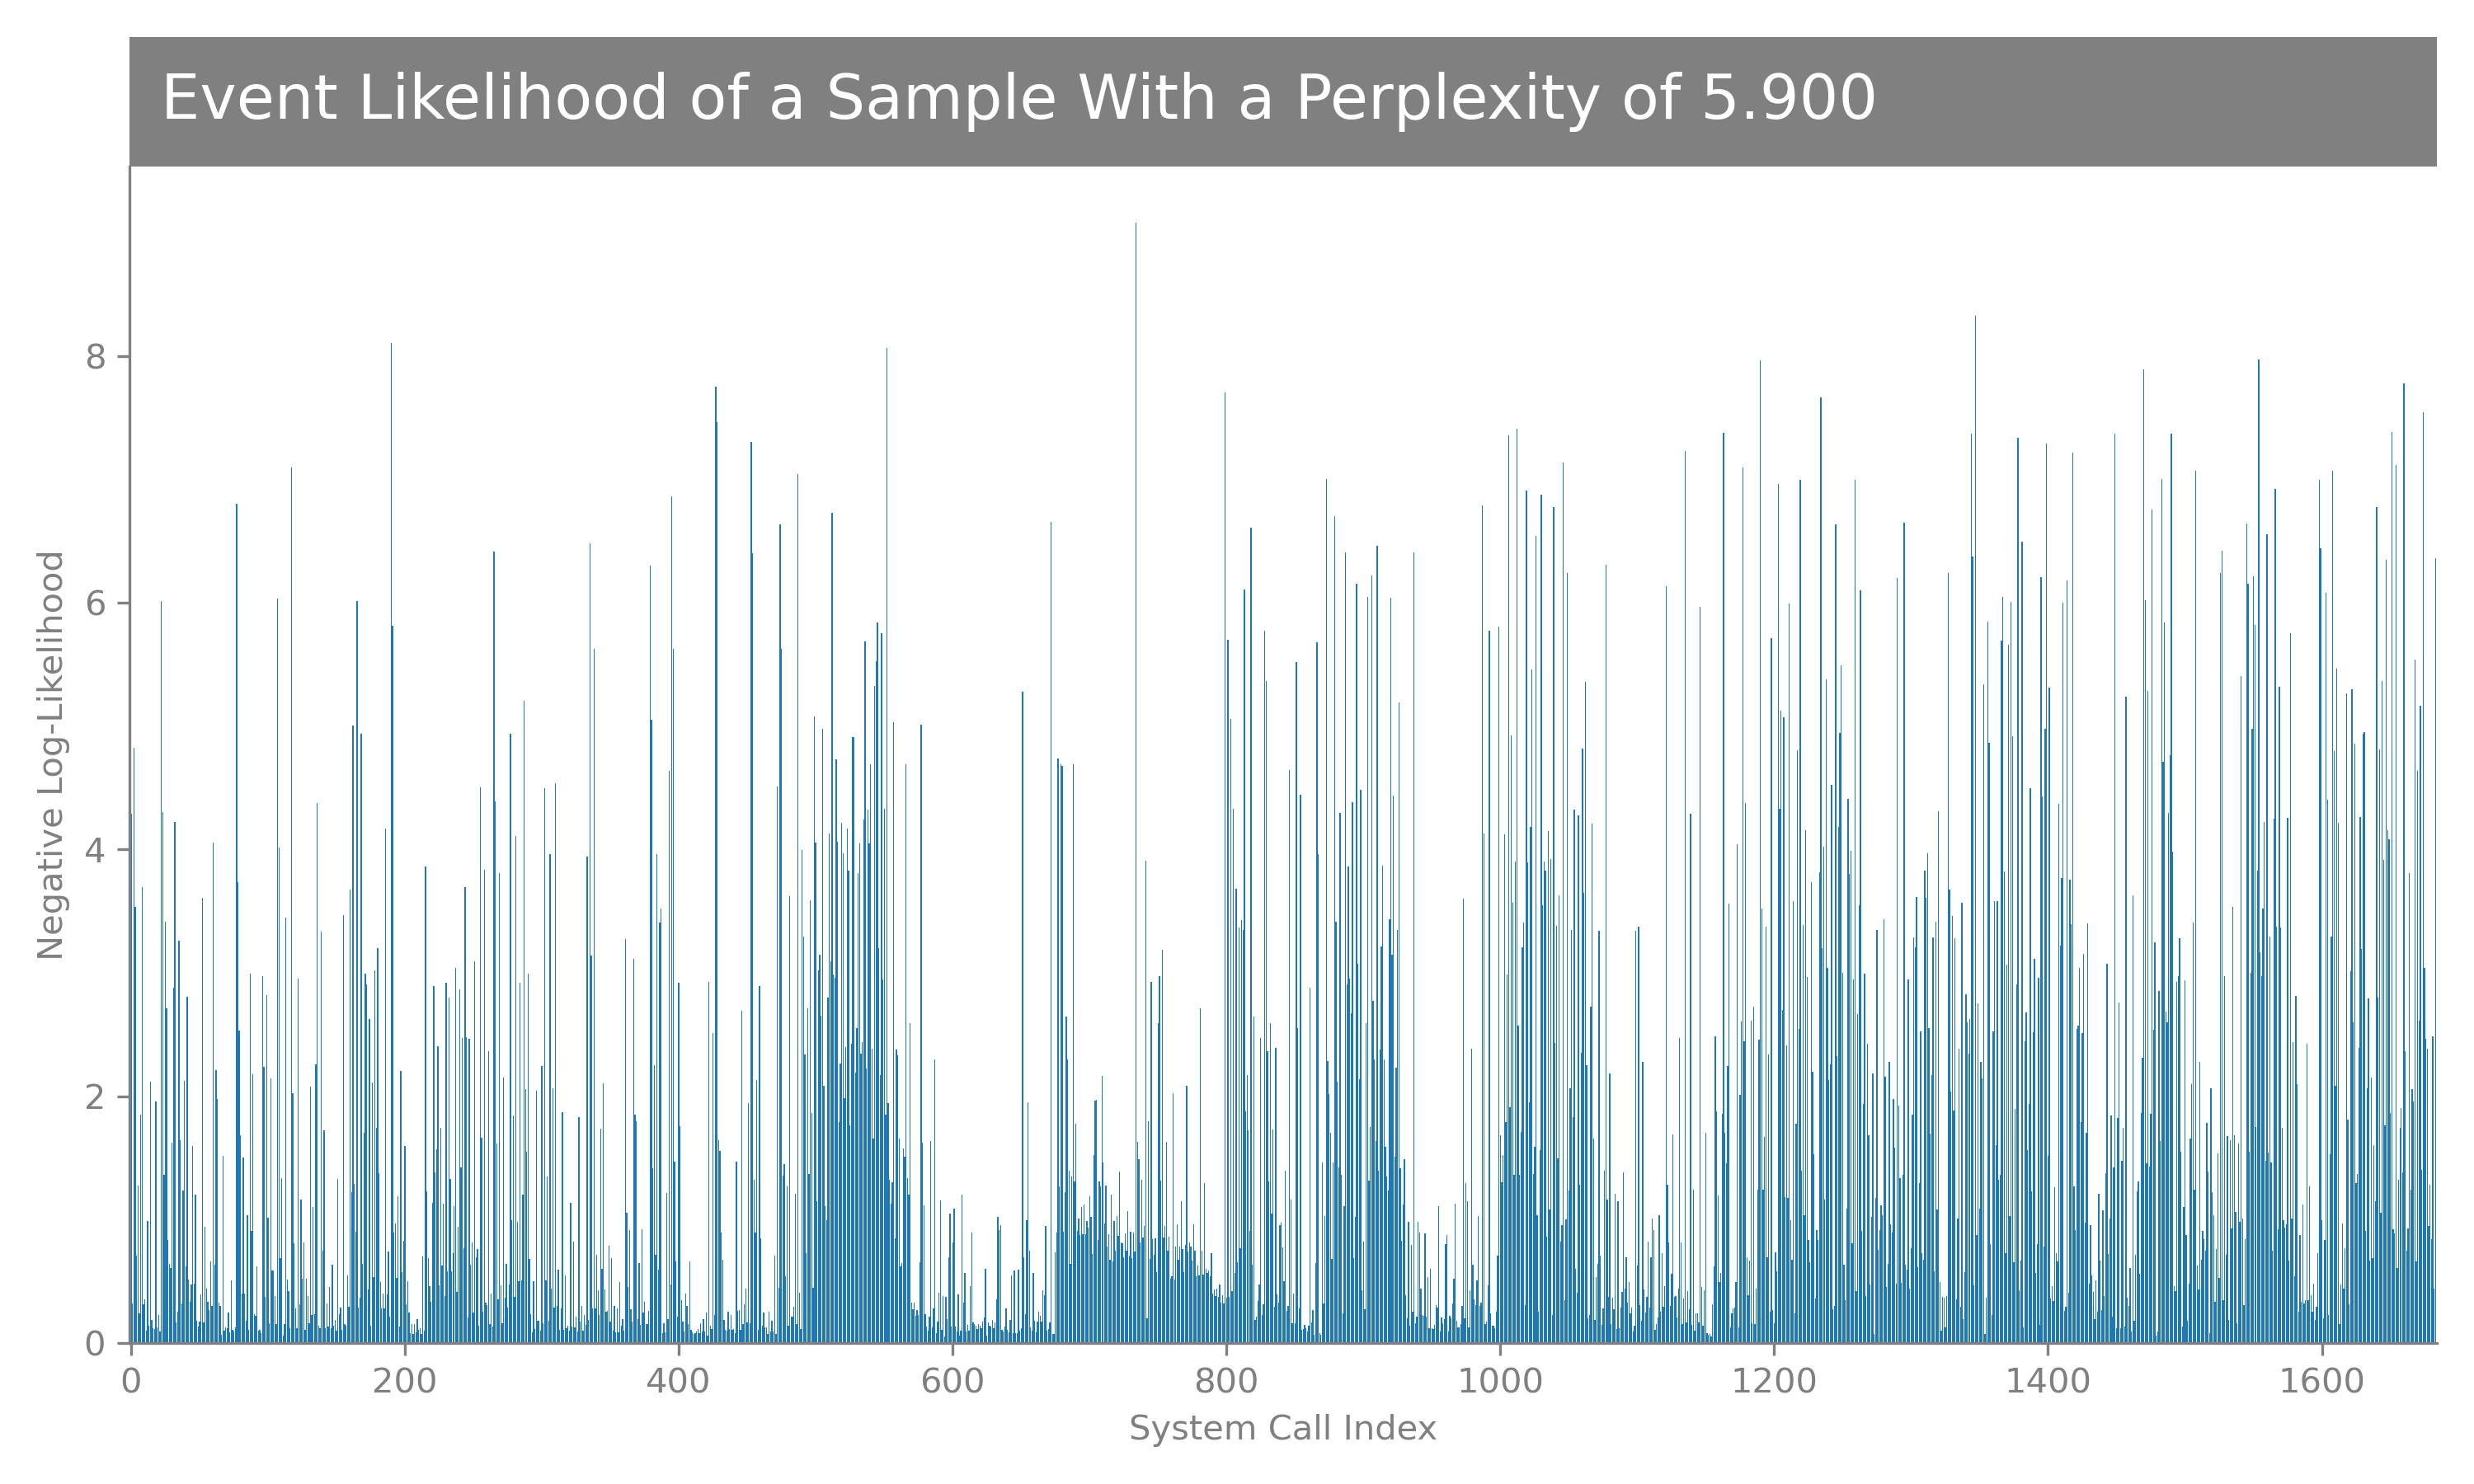 Event Likelihood of a Sample With a Perplexity of 5.900
Negative Log-Likelihood
8
6
4
2
0
0 200 400 600 800 1000 1200 1400 1600
System Call Index